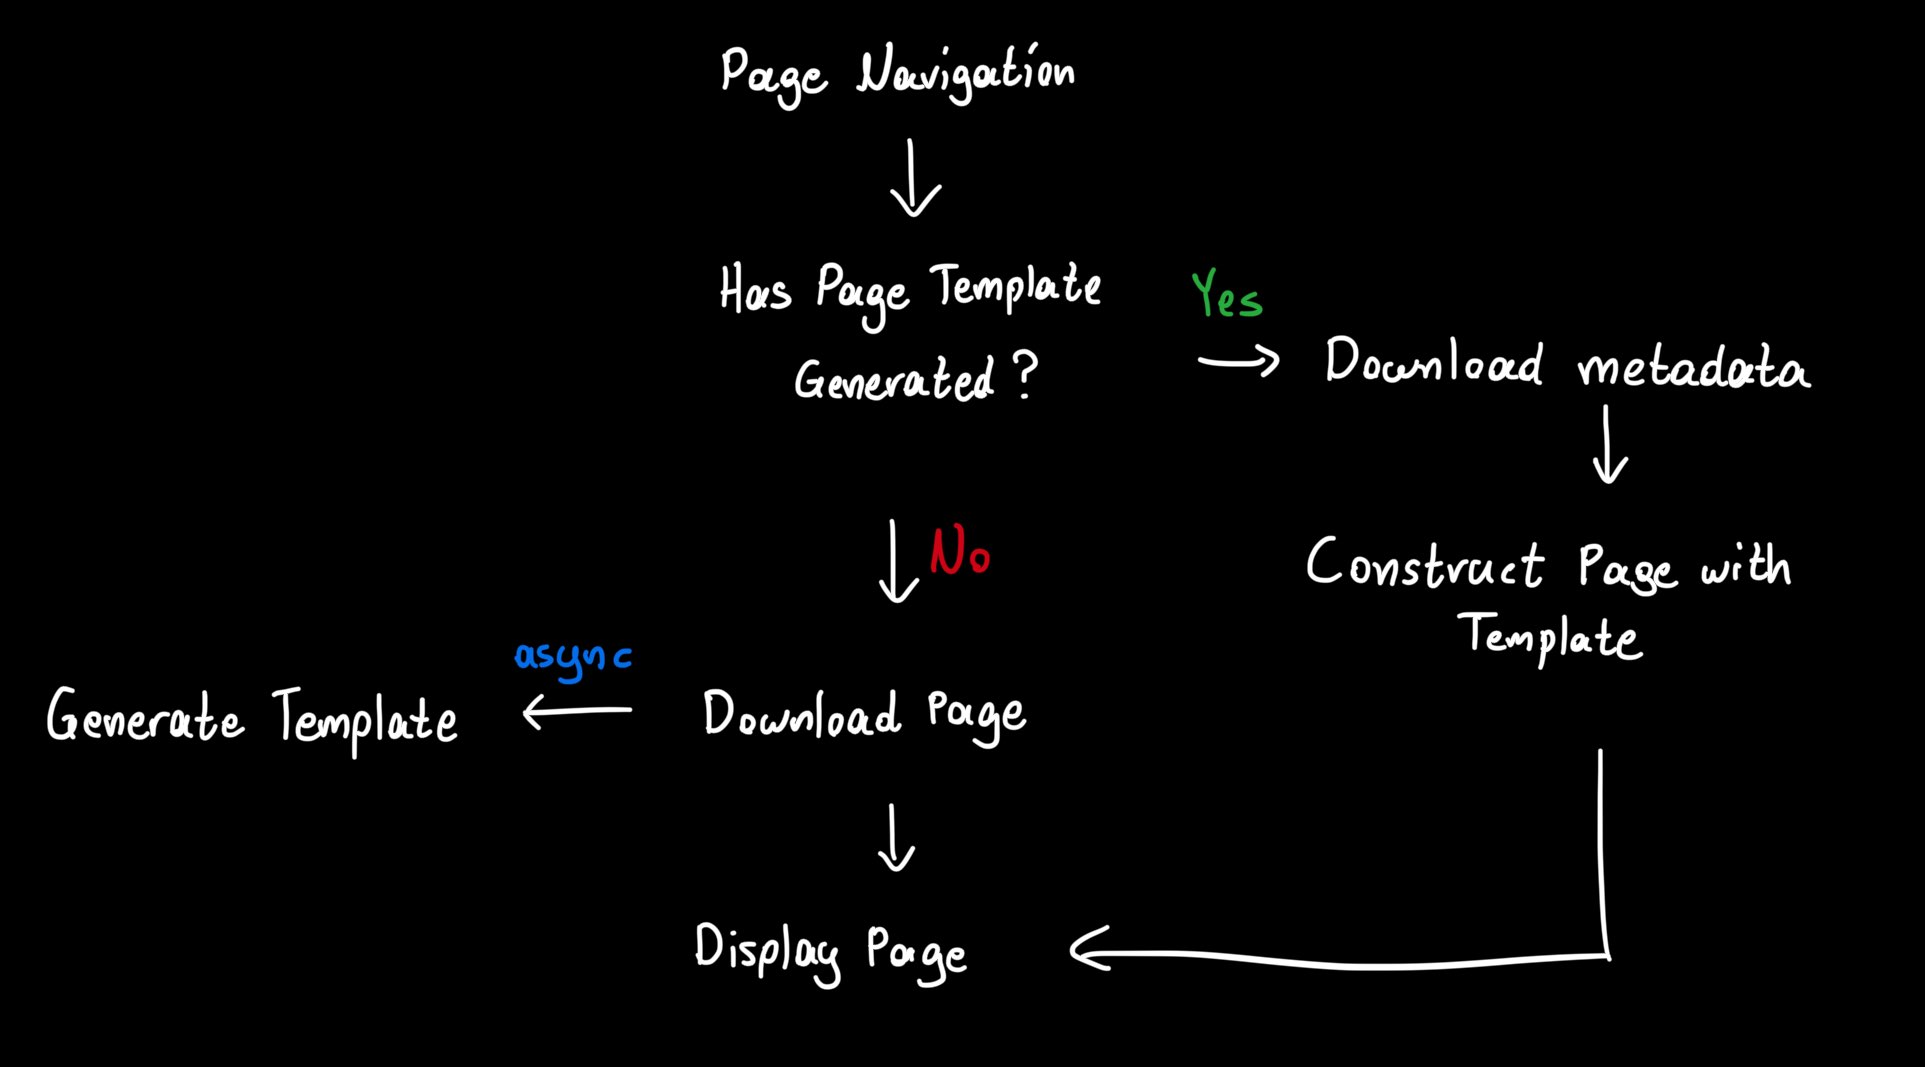 Page Navigation
Has Page Template
Generated?
Yes
Download metadata
No
Construct Page with
Template
async
Generate Template
Download Page
Display Page